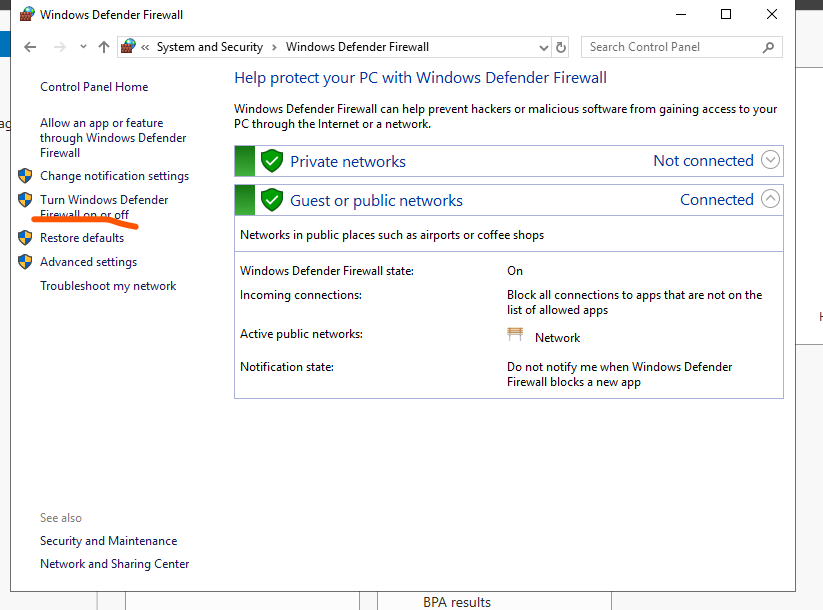 Windows Defender Firewall
« System and Security › Windows Defender Firewall
Search Control Panel
Control Panel Home
Allow an app or feature
through Windows Defender
Firewall
Change notification settings
Turn Windows Defender
Firewall on or off
Restore defaults
Advanced settings
Troubleshoot my network
See also
Security and Maintenance
Network and Sharing Center
Help protect your PC with Windows Defender Firewall
Windows Defender Firewall can help prevent hackers or malicious software from gaining access to your
PC through the Internet or a network.
Private networks Not connected
Guest or public networks Connected
Networks in public places such as airports or coffee shops
Windows Defender Firewall state: On
Incoming connections: Block all connections to apps that are not on the
list of allowed apps
Active public networks: Network
Notification state: Do not notify me when Windows Defender
Firewall blocks a new app
BPA results